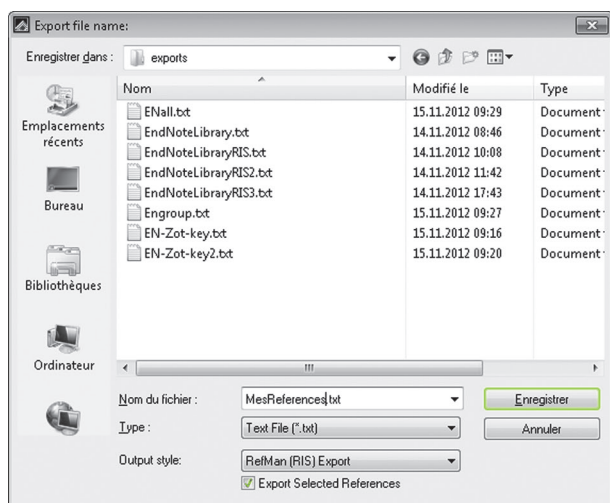 Export file name:
Enregistrer dans :
exports
Nom
Modifié le
Type
Emplacements
récents
Bureau
Bibliothèques
Ordinateur
ENall.txt 15.11.2012 09:29 Document
EndNoteLibrary.txt 14.11.2012 08:46 Document
EndNoteLibraryRIS.txt 14.11.2012 10:08 Document
EndNoteLibraryRIS2.txt 14.11.2012 11:42 Document
EndNoteLibraryRIS3.txt 14.11.2012 17:43 Document
Engroup.txt 15.11.2012 09:27 Document
EN-Zot-key.txt 15.11.2012 09:16 Document
EN-Zot-key2.txt 15.11.2012 09:20 Document
Nom du fichier : MesReferences.txt
Enregistrer
Type : Text File (*.txt)
Annuler
Output style: RefMan (RIS) Export
Export Selected References